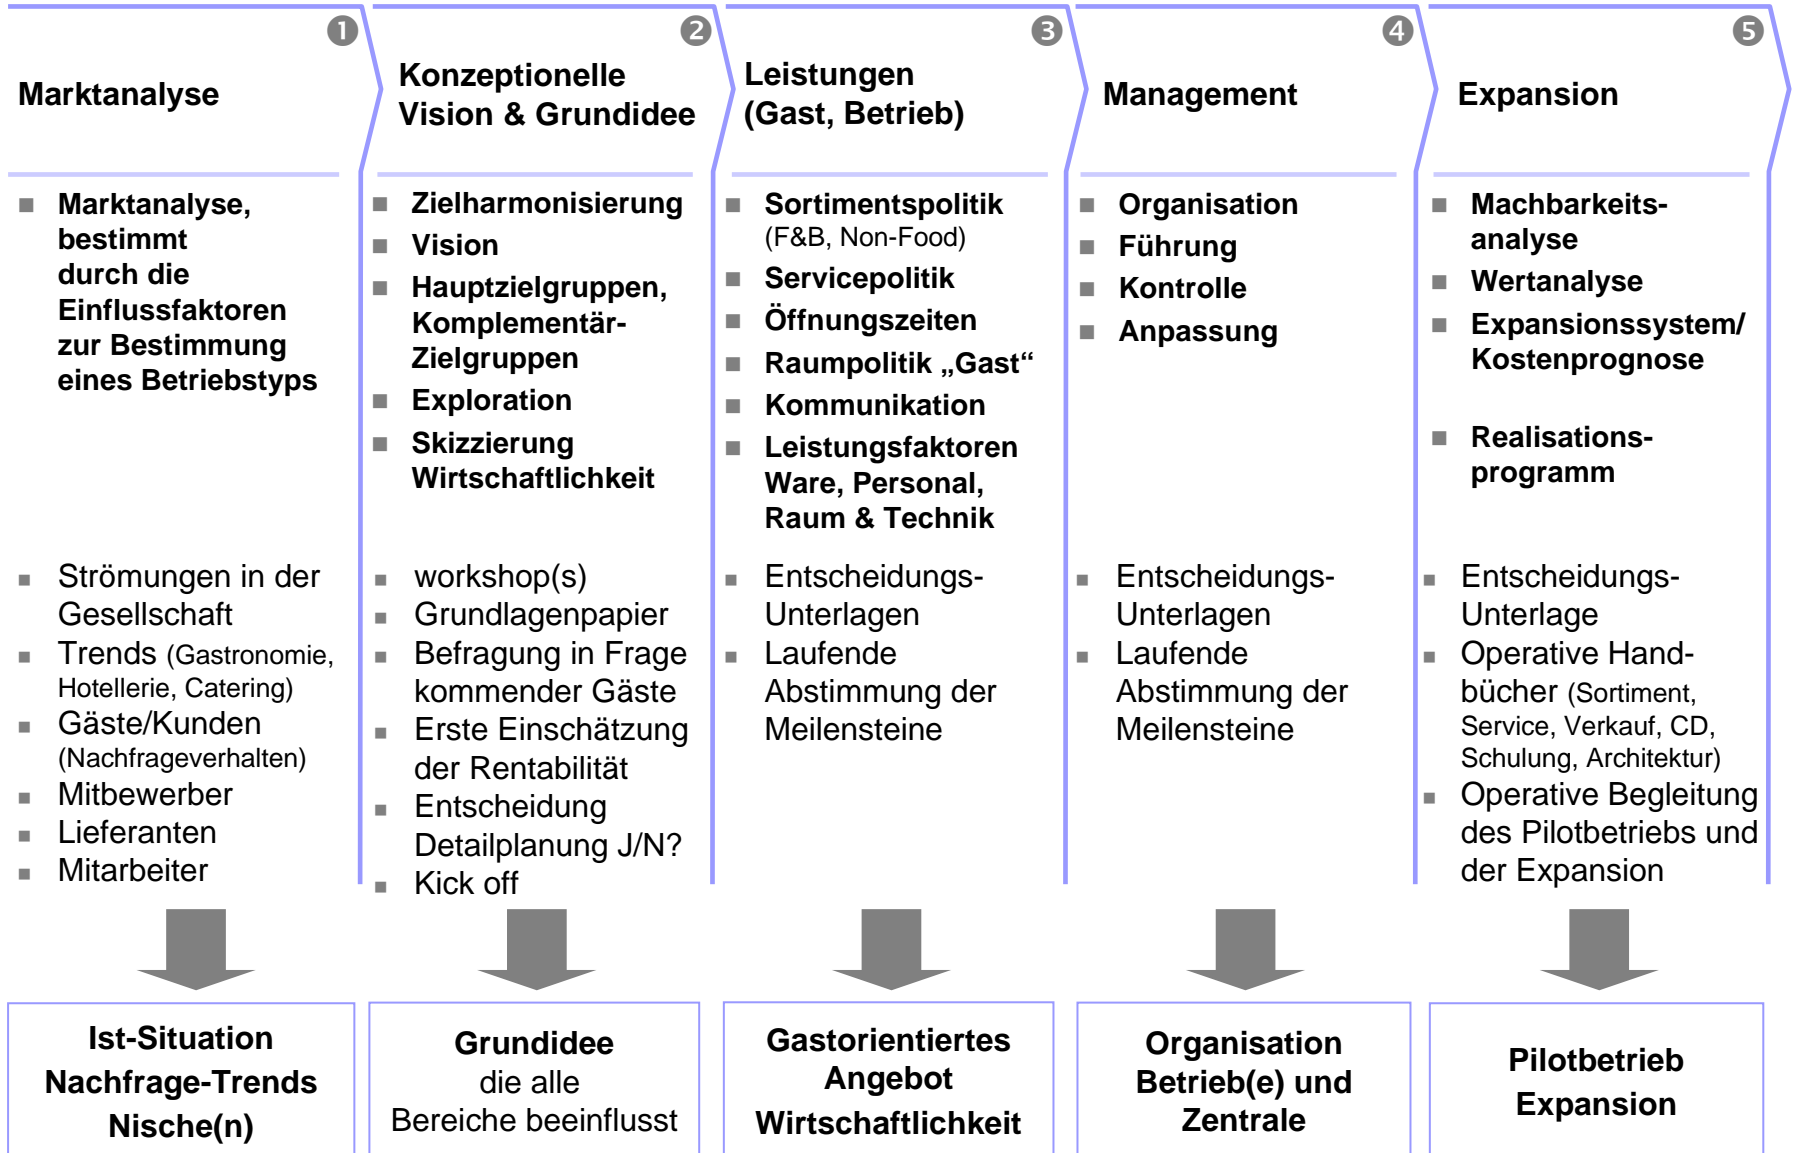 ❶
Marktanalyse
■ Marktanalyse,
bestimmt
durch die
Einflussfaktoren
zur Bestimmung
eines Betriebstyps
■ Strömungen in der
Gesellschaft
■ Trends (Gastronomie,
Hotellerie, Catering)
■ Gäste/Kunden
(Nachfrageverhalten)
■ Mitbewerber
■ Lieferanten
■ Mitarbeiter
Ist-Situation
Nachfrage-Trends
Nische(n)
❷
Konzeptionelle
Vision & Grundidee
■ Zielharmonisierung
■ Vision
■ Hauptzielgruppen,
Komplementär-
Zielgruppen
■ Exploration
■ Skizzierung
Wirtschaftlichkeit
■ workshop(s)
■ Grundlagenpapier
■ Befragung in Frage
kommender Gäste
■ Erste Einschätzung
der Rentabilität
■ Entscheidung
Detailplanung J/N?
■ Kick off
Grundidee
die alle
Bereiche beeinflusst
❸
Leistungen
(Gast, Betrieb)
■ Sortimentspolitik
(F&B, Non-Food)
■ Servicepolitik
■ Öffnungszeiten
■ Raumpolitik „Gast“
■ Kommunikation
■ Leistungsfaktoren
Ware, Personal,
Raum & Technik
■ Entscheidungs-
Unterlagen
■ Laufende
Abstimmung der
Meilensteine
Gastorientiertes
Angebot
Wirtschaftlichkeit
❹
Management
■ Organisation
■ Führung
■ Kontrolle
■ Anpassung
■ Entscheidungs-
Unterlagen
■ Laufende
Abstimmung der
Meilensteine
Organisation
Betrieb(e) und
Zentrale
❺
Expansion
■ Machbarkeits-
analyse
■ Wertanalyse
■ Expansionssystem/
Kostenprognose
■ Realisations-
programm
■ Entscheidungs-
Unterlage
■ Operative Hand-
bücher (Sortiment,
Service, Verkauf, CD,
Schulung, Architektur)
■ Operative Begleitung
des Pilotbetriebs und
der Expansion
Pilotbetrieb
Expansion